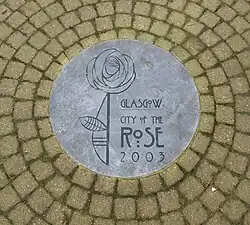 GLASGOW
CITY OF THE
ROSE
2003